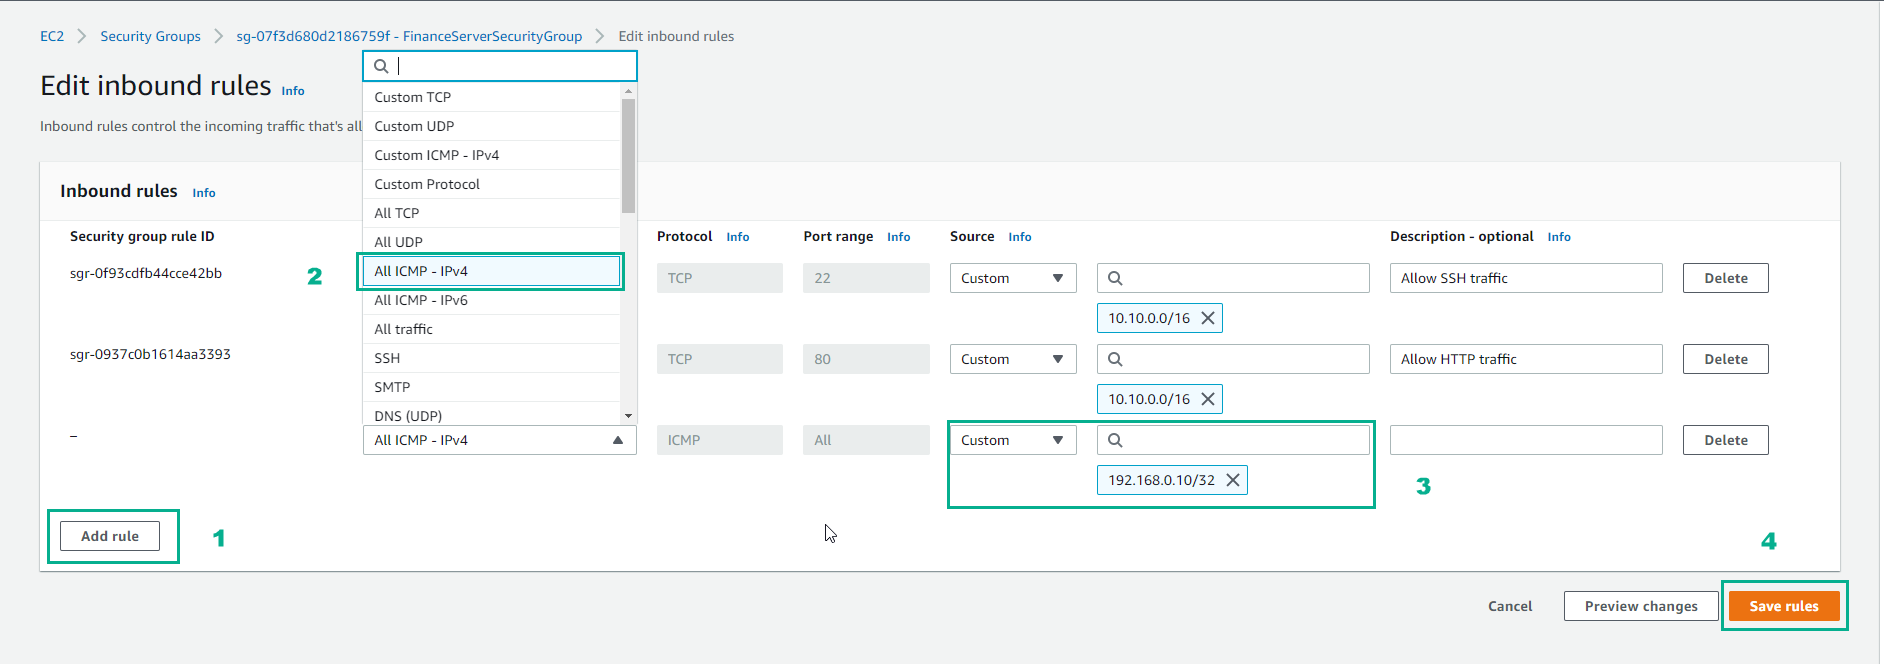 EC2 > Security Groups > sg-07f3d680d2186759f - FinanceServerSecurityGroup > Edit inbound rules
Edit inbound rules Info
Inbound rules control the incoming traffic that's all
Custom TCP
Custom UDP
Custom ICMP - IPv4
Custom Protocol
All TCP
All UDP
2 All ICMP - IPv4
All ICMP - IPv6
All traffic
SSH
SMTP
DNS (UDP)
Inbound rules Info
Security group rule ID Protocol Info Port range Info Source Info Description - optional Info
sgr-0f93cdfb44cce42bb TCP 22 Custom Allow SSH traffic Delete
10.10.0.0/16
sgr-0937c0b1614aa3393 TCP 80 Custom Allow HTTP traffic Delete
10.10.0.0/16
– All ICMP - IPv4 ICMP All Custom Delete
192.168.0.10/32 3
Add rule 1
4
Cancel Preview changes Save rules